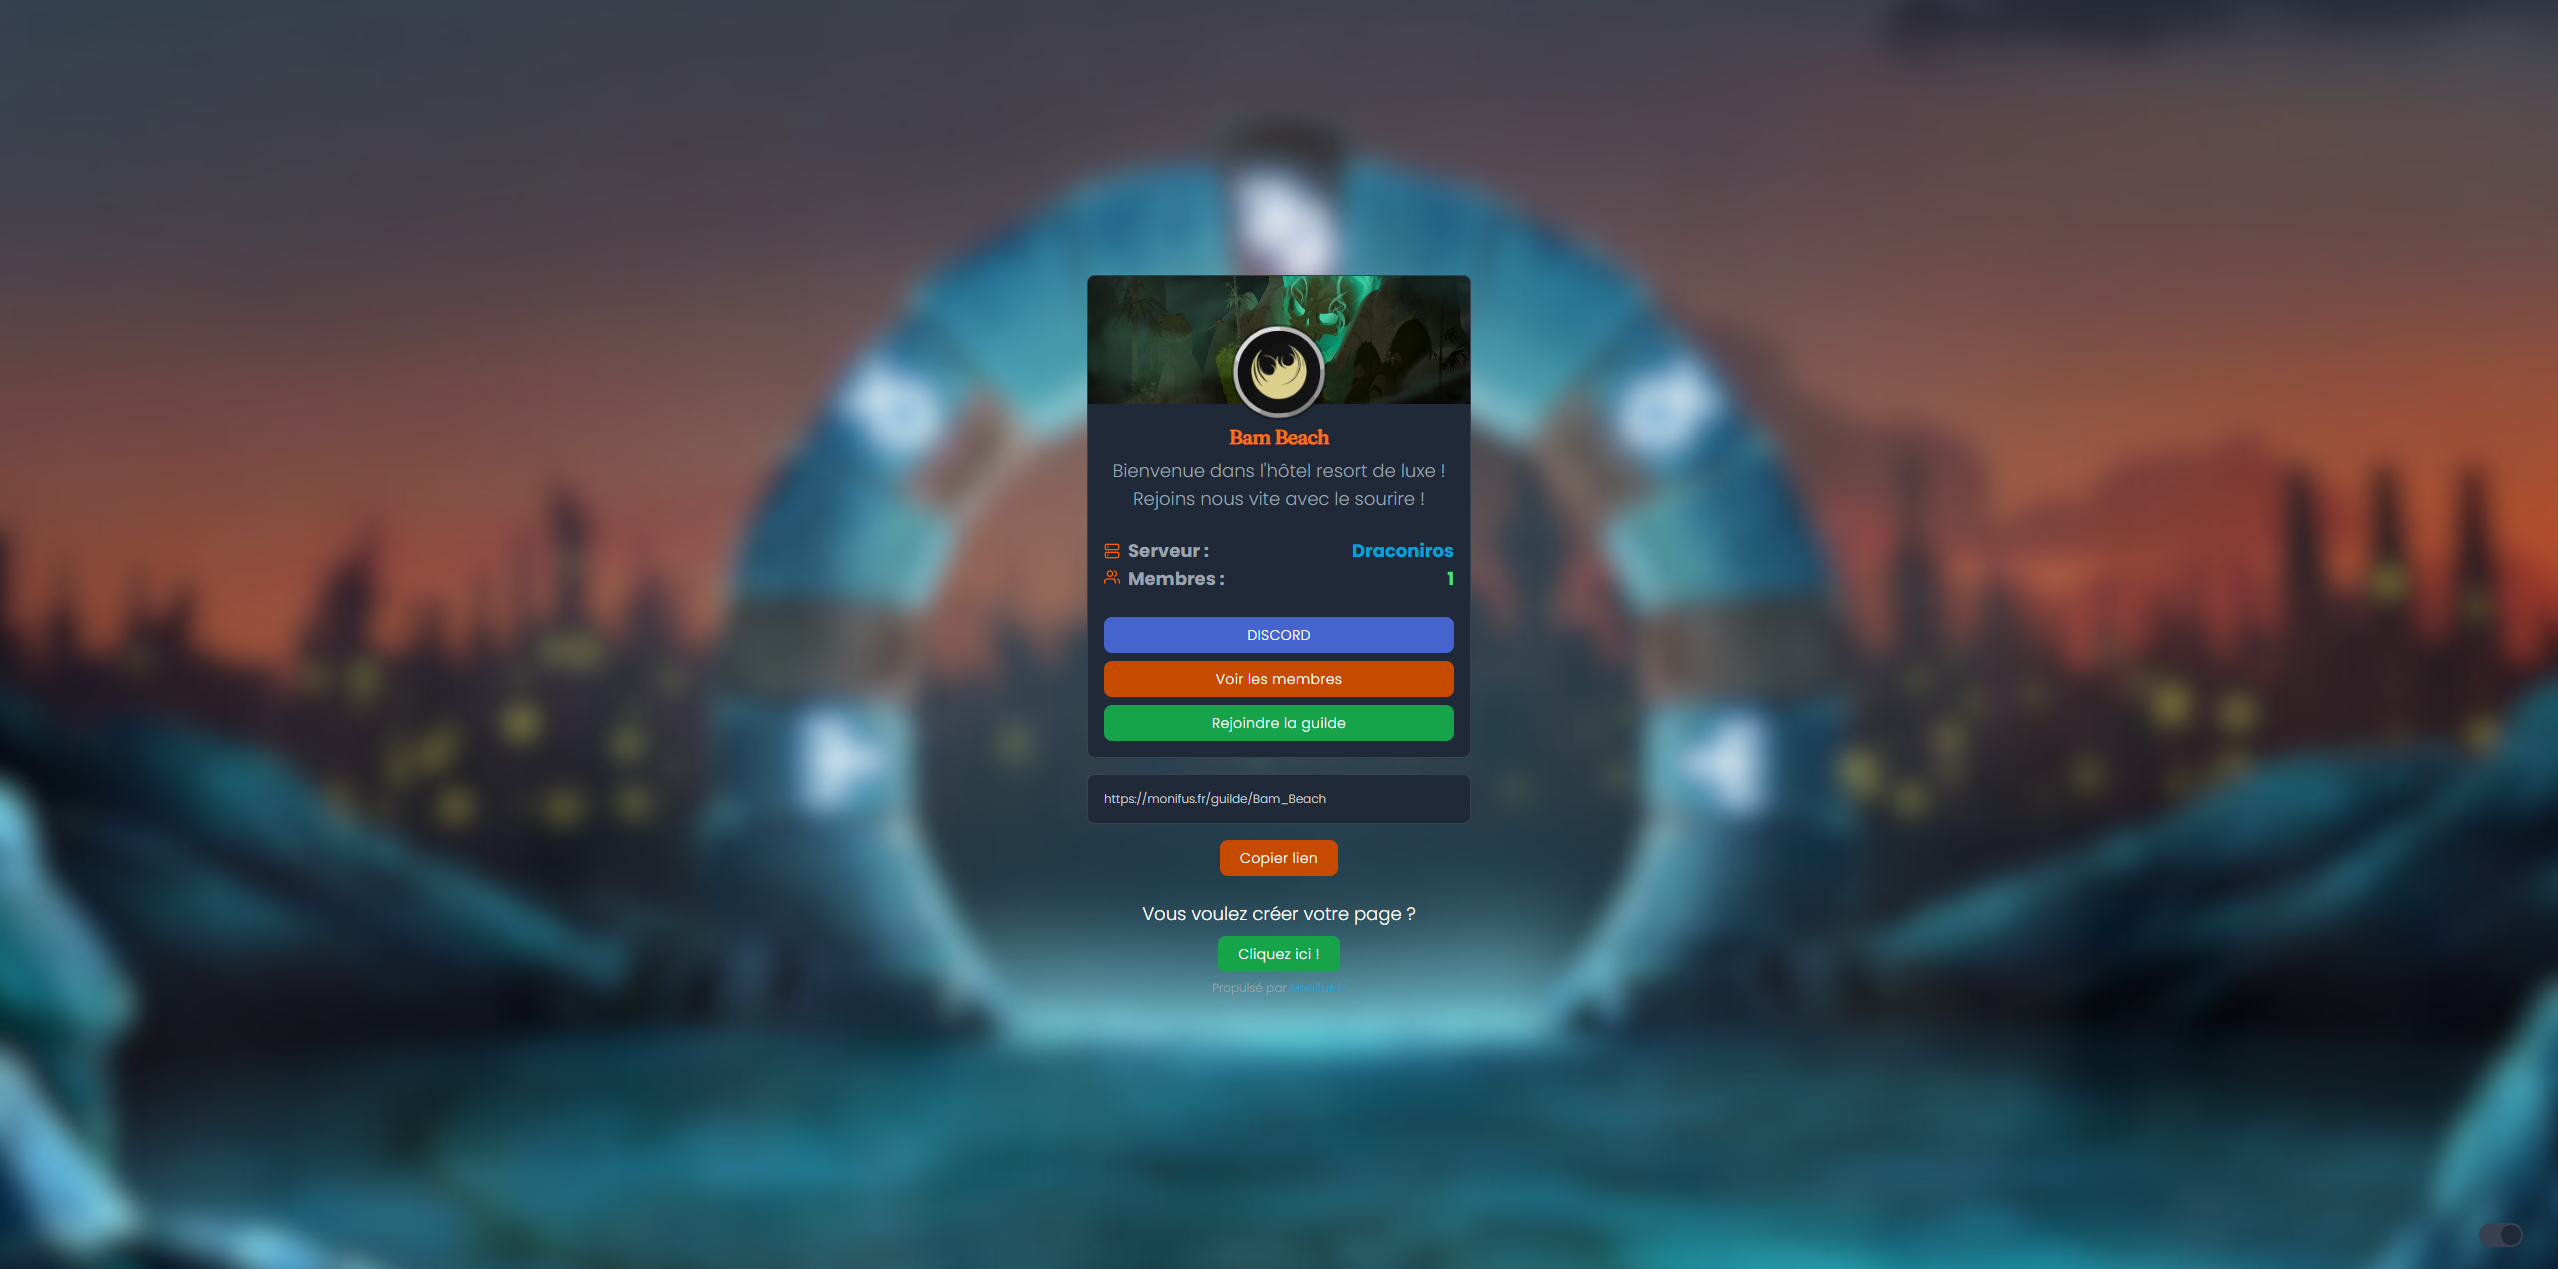 Bam Beach
Bienvenue dans l'hôtel resort de luxe !
Rejoins nous vite avec le sourire !
Serveur : Draconiros
Membres : 1
DISCORD
Voir les membres
Rejoindre la guilde
https://monifus.fr/guilde/Bam_Beach
Copier lien
Vous voulez créer votre page ?
Cliquez ici !
Propulsé par Monifus.fr